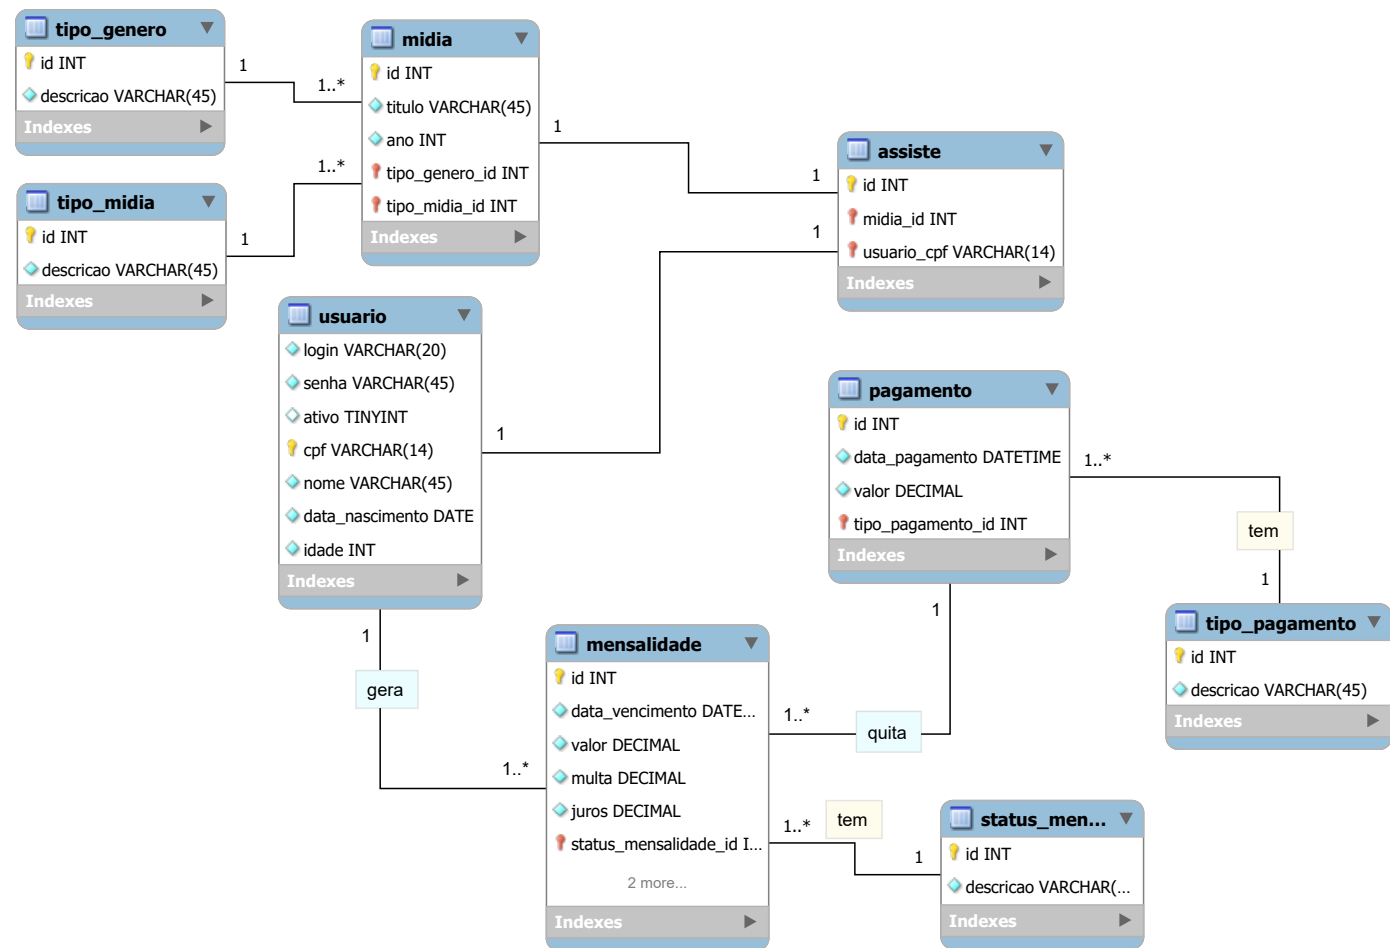 tipo_genero
id INT
descricao VARCHAR(45)
Indexes
1
1..*
midia
id INT
titulo VARCHAR(45)
ano INT
tipo_genero_id INT
tipo_midia_id INT
Indexes
tipo_midia
id INT
descricao VARCHAR(45)
Indexes
1
1..*
1
1
assiste
id INT
midia_id INT
usuario_cpf VARCHAR(14)
Indexes
1
1
usuario
login VARCHAR(20)
senha VARCHAR(45)
ativo TINYINT
cpf VARCHAR(14)
nome VARCHAR(45)
data_nascimento DATE
idade INT
Indexes
pagamento
id INT
data_pagamento DATETIME
valor DECIMAL
tipo_pagamento_id INT
Indexes
1..*
tem
1
tipo_pagamento
id INT
descricao VARCHAR(45)
Indexes
1
gera
1..*
mensalidade
id INT
data_vencimento DATE...
valor DECIMAL
multa DECIMAL
juros DECIMAL
status_mensalidade_id I...
2 more...
Indexes
1
quita
1..*
1..*
tem
1
status_men...
id INT
descricao VARCHAR(...
Indexes